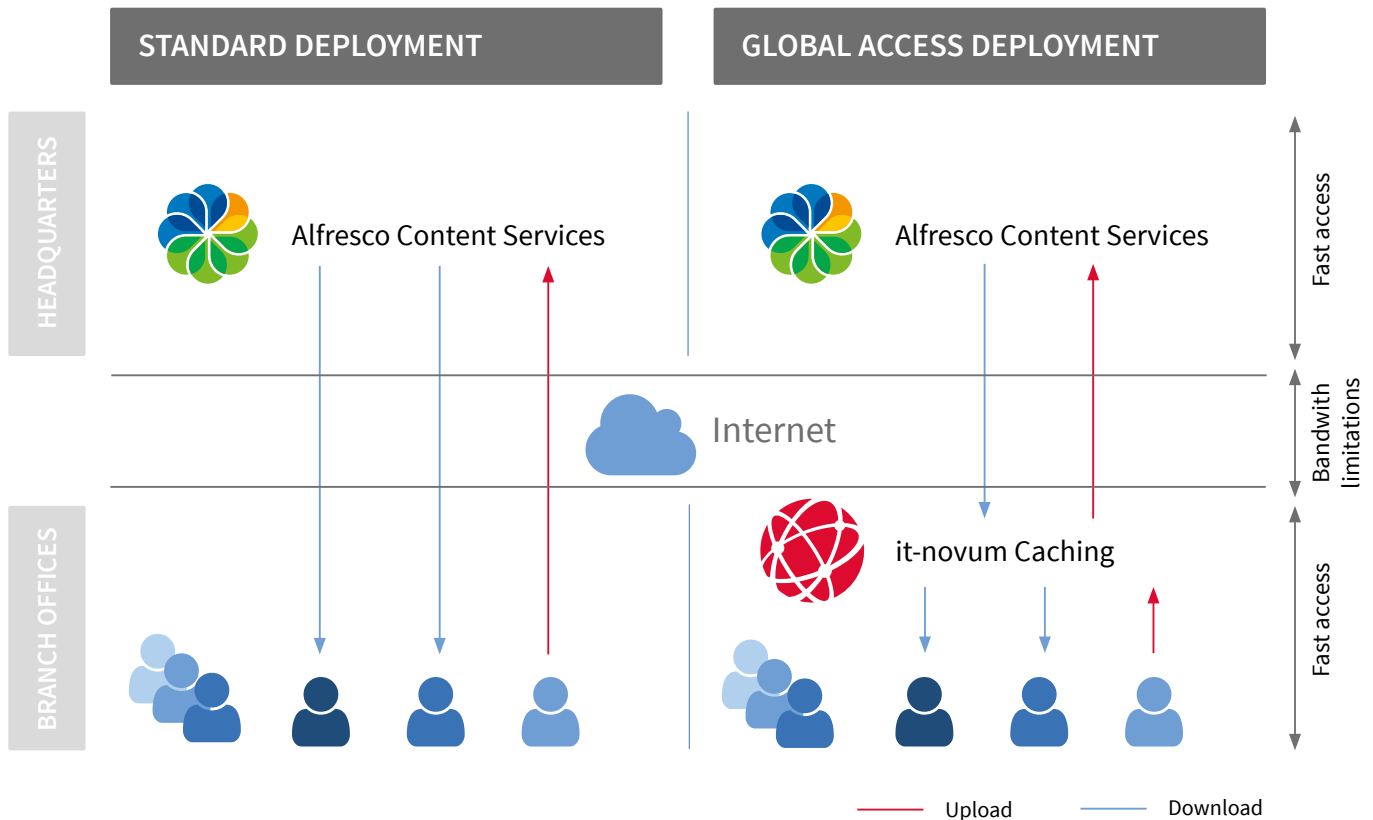 STANDARD DEPLOYMENT
GLOBAL ACCESS DEPLOYMENT
HEADQUARTERS
Alfresco Content Services
Alfresco Content Services
Fast access
Internet
Bandwith
limitations
BRANCH OFFICES
it-novum Caching
Fast access
Upload
Download